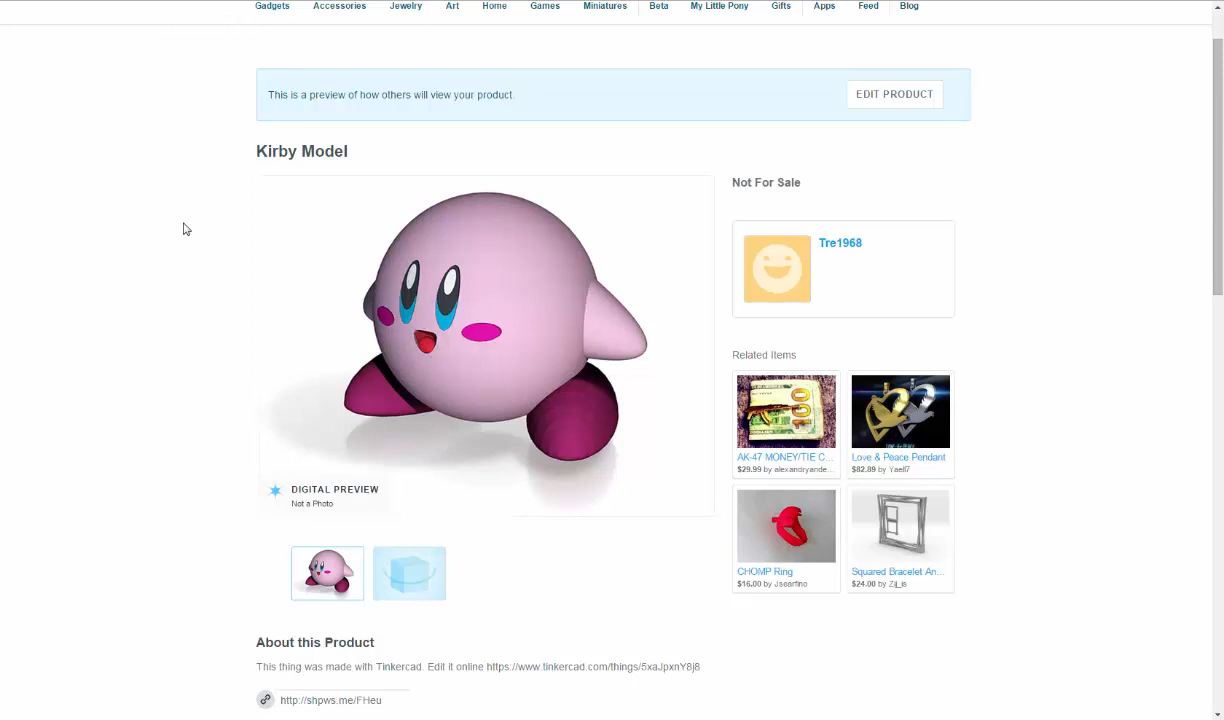 Gadgets Accessories Jewelry Art Home Games Miniatures Beta My Little Pony Gifts Apps Feed Blog
This is a preview of how others will view your product.
EDIT PRODUCT
Kirby Model
Not For Sale
Tre1968
DIGITAL PREVIEW
Not a Photo
Related Items
100
AK-47 MONEY/TIE C...
$29.99 by alexandryande...
Love & Peace Pendant
$82.89 by Yaell7
CHOMP Ring
$16.00 by Jsearfino
Squared Bracelet An...
$24.00 by Zij_is
About this Product
This thing was made with Tinkercad. Edit it online https://www.tinkercad.com/things/5xaJpxnY8j8
http://shpws.me/FHeu